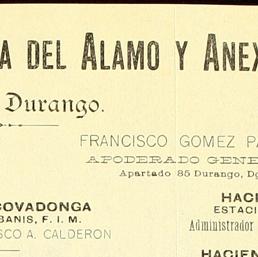 A DEL ALAMO Y ANEX
Durango.
FRANCISCO GOMEZ PA
APODERADO GENE
Apartado 85 Durango, Dg
COVADONGA
BANIS, F. I. M.
SCO A. CALDERON
HACI
ESTACI
Administrador
HACIEN